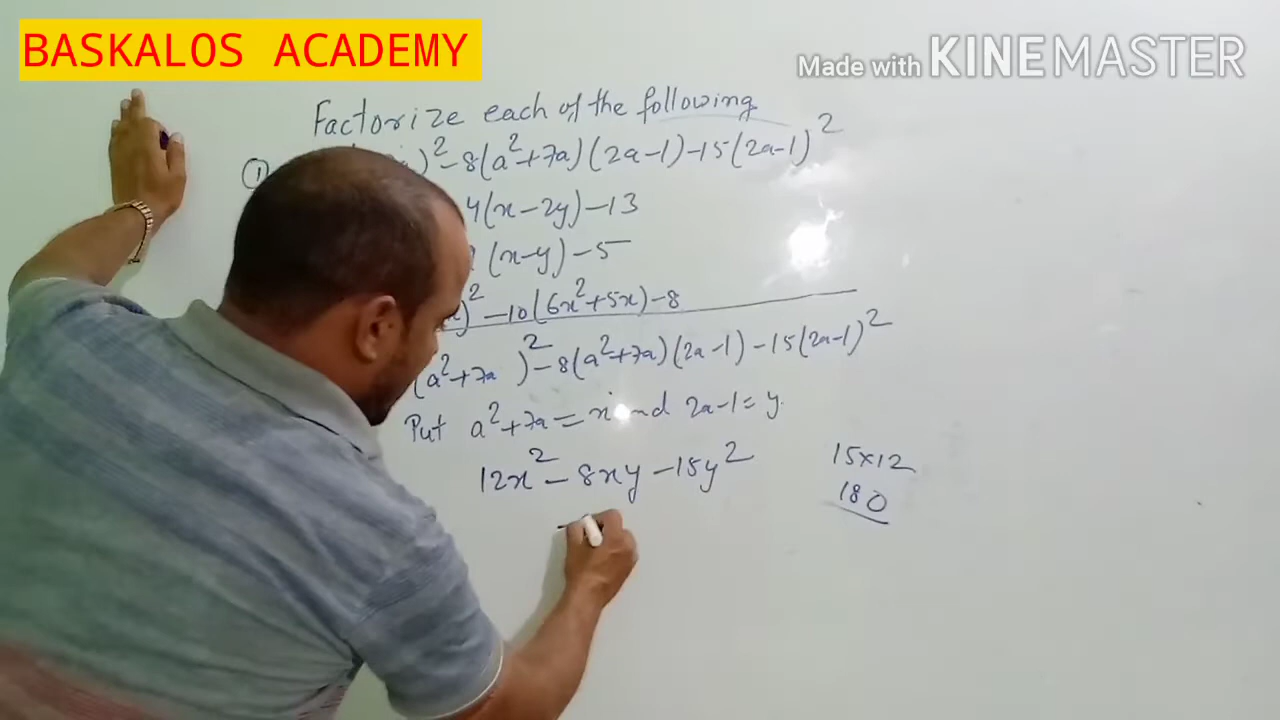 BASKALOS ACADEMY
Made with KINEMASTER
Factorize each of the following
① )² - 8(a²+7a)(2a-1)-15(2a-1)²
4(x-2y)-13
(x-y)-5
)² -10(6x²+5x)-8
(a²+7a )² - 8(a²+7a)(2a-1)-15(2a-1)²
Put a²+7a = x and 2a-1 = y.
12x² - 8xy -15y²
15x12
180